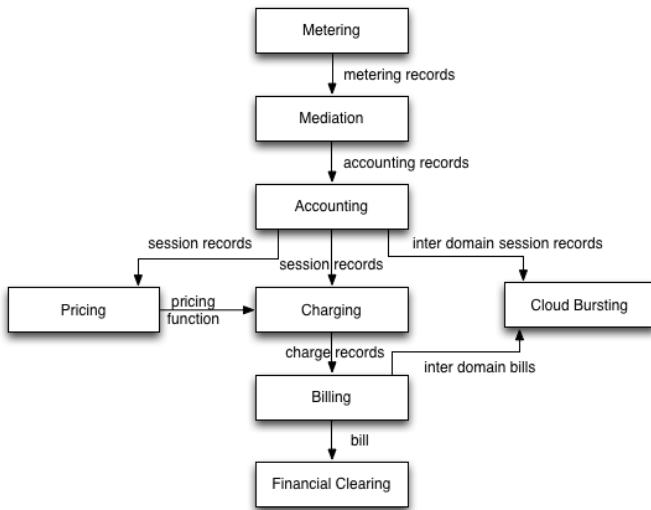 Metering
metering records
Mediation
accounting records
Accounting
session records
session records
inter domain session records
Pricing
pricing
function
Charging
Cloud Bursting
charge records
inter domain bills
Billing
bill
Financial Clearing